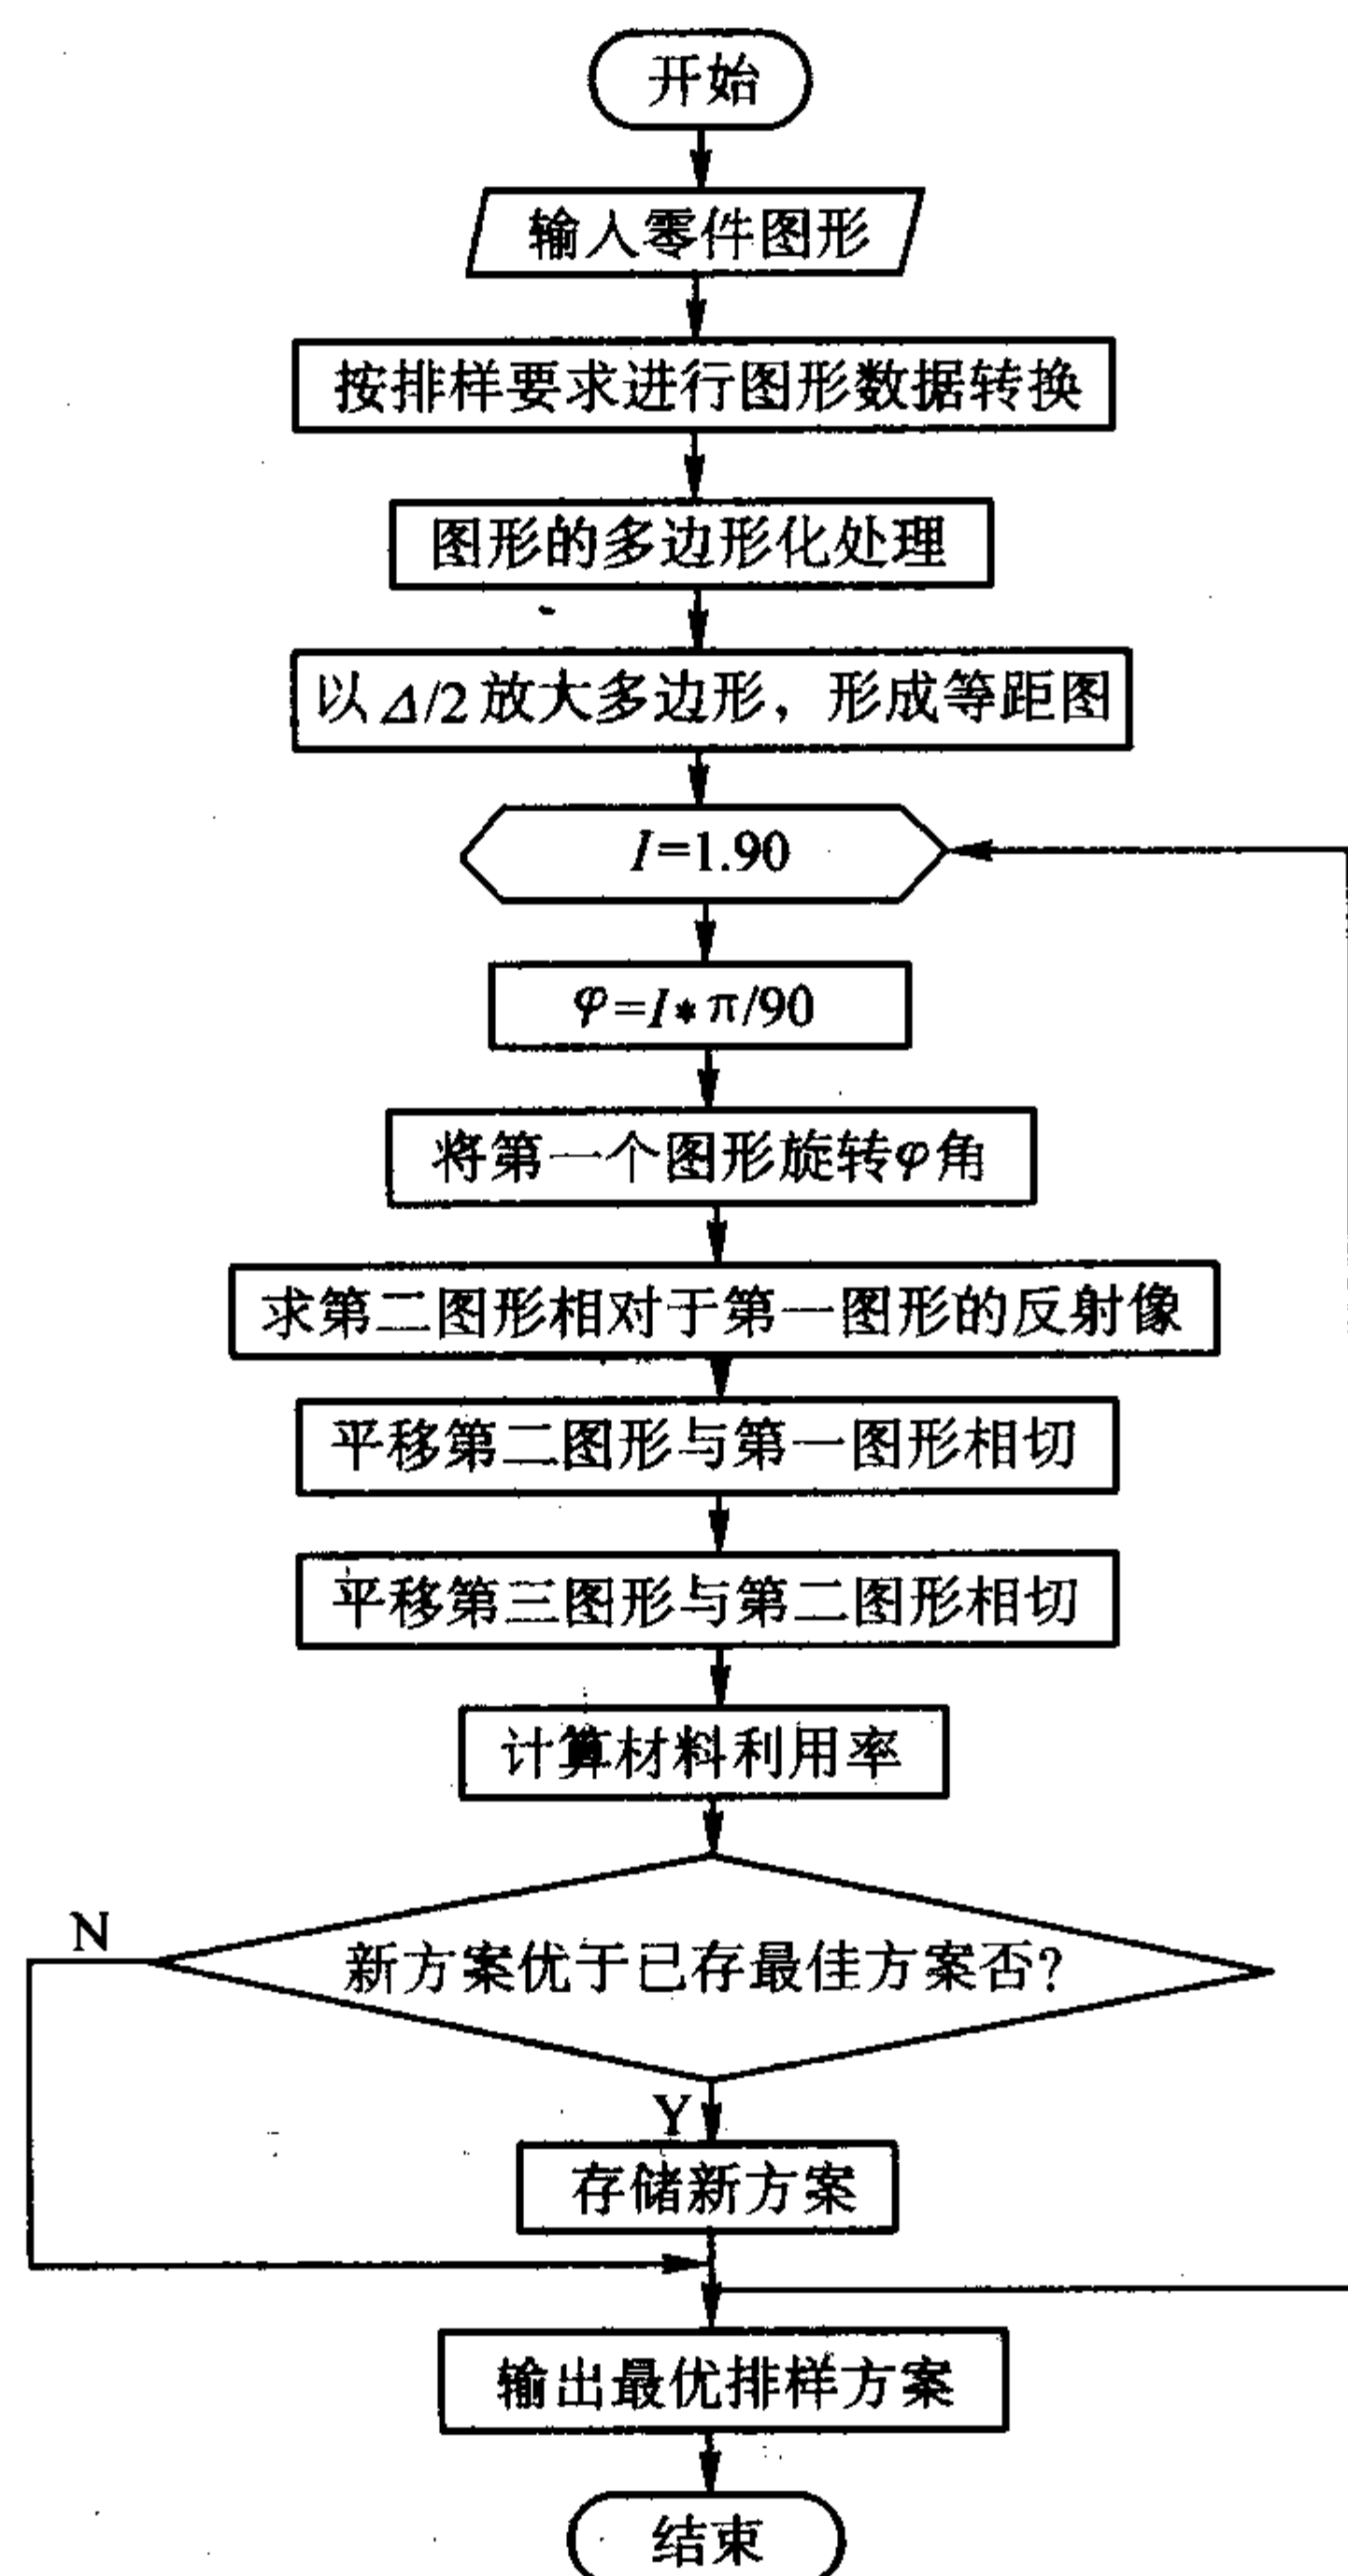 开始
输入零件图形
按排样要求进行图形数据转换
图形的多边形化处理
以Δ/2放大多边形，形成等距图
I=1.90
φ=I*π/90
将第一个图形旋转φ角
求第二图形相对于第一图形的反射像
平移第二图形与第一图形相切
平移第三图形与第二图形相切
计算材料利用率
N
新方案优于已存最佳方案否?
Y
存储新方案
输出最优排样方案
结束